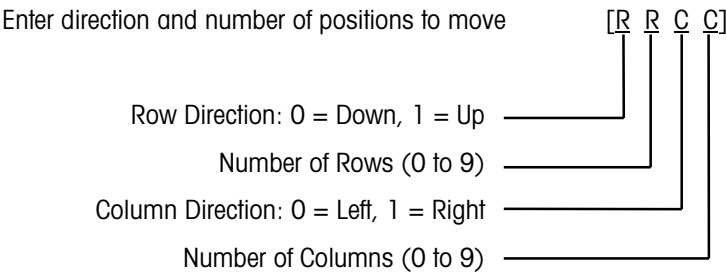 Enter direction and number of positions to move [R R C C]
Row Direction: 0 = Down, 1 = Up
Number of Rows (0 to 9)
Column Direction: 0 = Left, 1 = Right
Number of Columns (0 to 9)